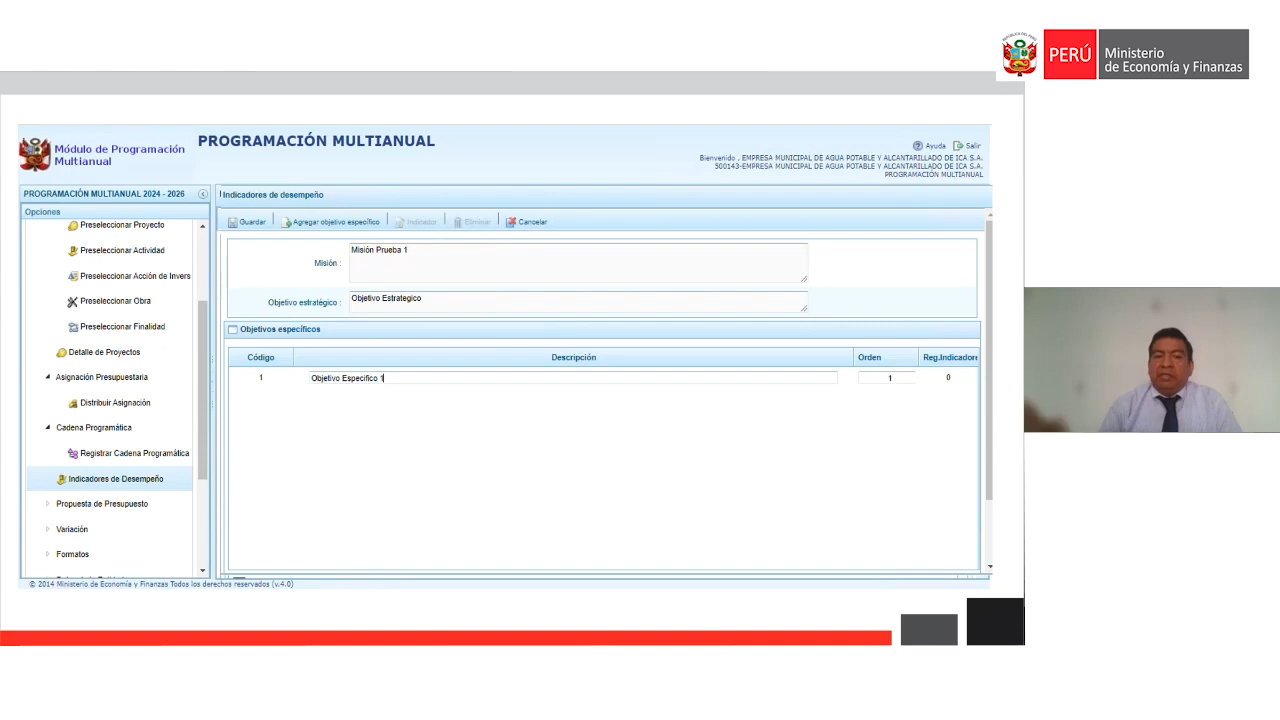 REPÚBLICA DEL PERÚ
PERÚ
Ministerio
de Economía y Finanzas
Módulo de Programación
Multianual
PROGRAMACIÓN MULTIANUAL
Ayuda
Salir
Bienvenido , EMPRESA MUNICIPAL DE AGUA POTABLE Y ALCANTARILLADO DE ICA S.A.
500143-EMPRESA MUNICIPAL DE AGUA POTABLE Y ALCANTARILLADO DE ICA S.A.
PROGRAMACIÓN MULTIANUAL
PROGRAMACIÓN MULTIANUAL 2024 - 2026
Opciones
Preseleccionar Proyecto
Preseleccionar Actividad
Preseleccionar Acción de Invers
Preseleccionar Obra
Preseleccionar Finalidad
Detalle de Proyectos
Asignación Presupuestaria
Distribuir Asignación
Cadena Programática
Registrar Cadena Programática
Indicadores de Desempeño
Propuesta de Presupuesto
Variación
Formatos
Indicadores de desempeño
Guardar
Agregar objetivo específico
Indicador
Eliminar
Cancelar
Misión :
Misión Prueba 1
Objetivo estratégico :
Objetivo Estrategico
Objetivos específicos
Código
Descripción
Orden
Reg.Indicadore
1
Objetivo Especifico 1
1
0
© 2014 Ministerio de Economía y Finanzas Todos los derechos reservados (v.4.0)